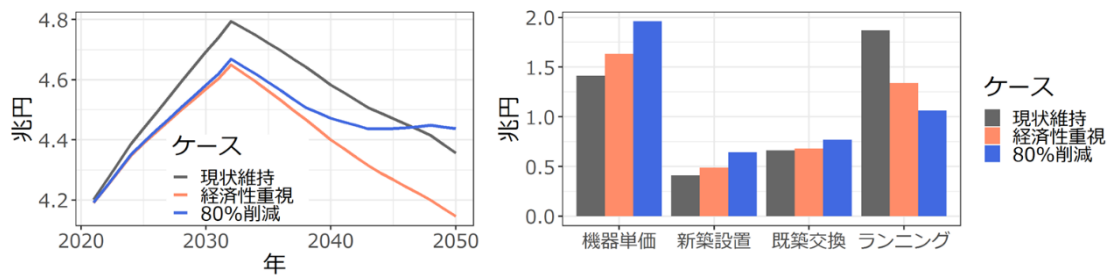 4.8
4.6
4.4
4.2
兆円
ケース
現状維持
経済性重視
80%削減
2020
2030
2040
2050
年
2.0
1.5
1.0
0.5
0.0
兆円
機器単価
新築設置
既築交換
ランニング
ケース
現状維持
経済性重視
80%削減